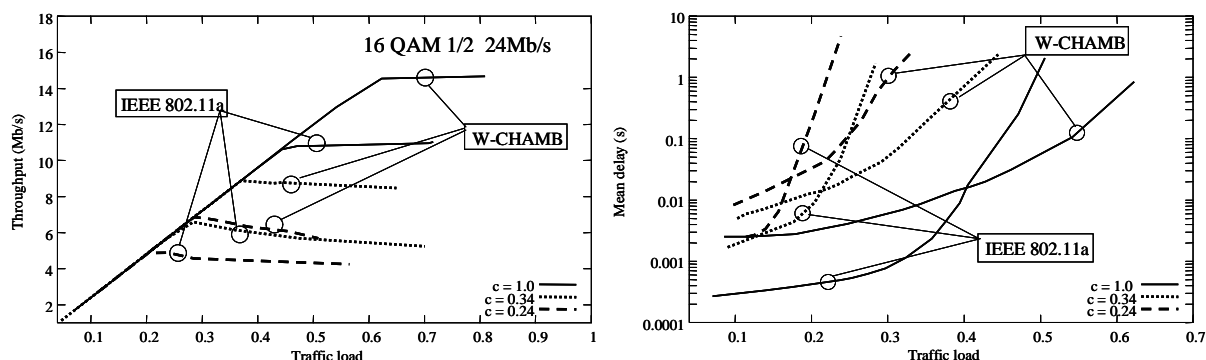 16 QAM 1/2 24Mb/s
IEEE 802.11a
W-CHAMB
Throughput (Mb/s)
16
14
12
10
8
6
4
2
0.1 0.2 0.3 0.4 0.5 0.6 0.7 0.8 0.9 1
Traffic load
c = 1.0
c = 0.34
c = 0.24
W-CHAMB
IEEE 802.11a
Mean delay (s)
10
1
0.1
0.01
0.001
0.0001
0.1 0.2 0.3 0.4 0.5 0.6 0.7
Traffic load
c = 1.0
c = 0.34
c = 0.24